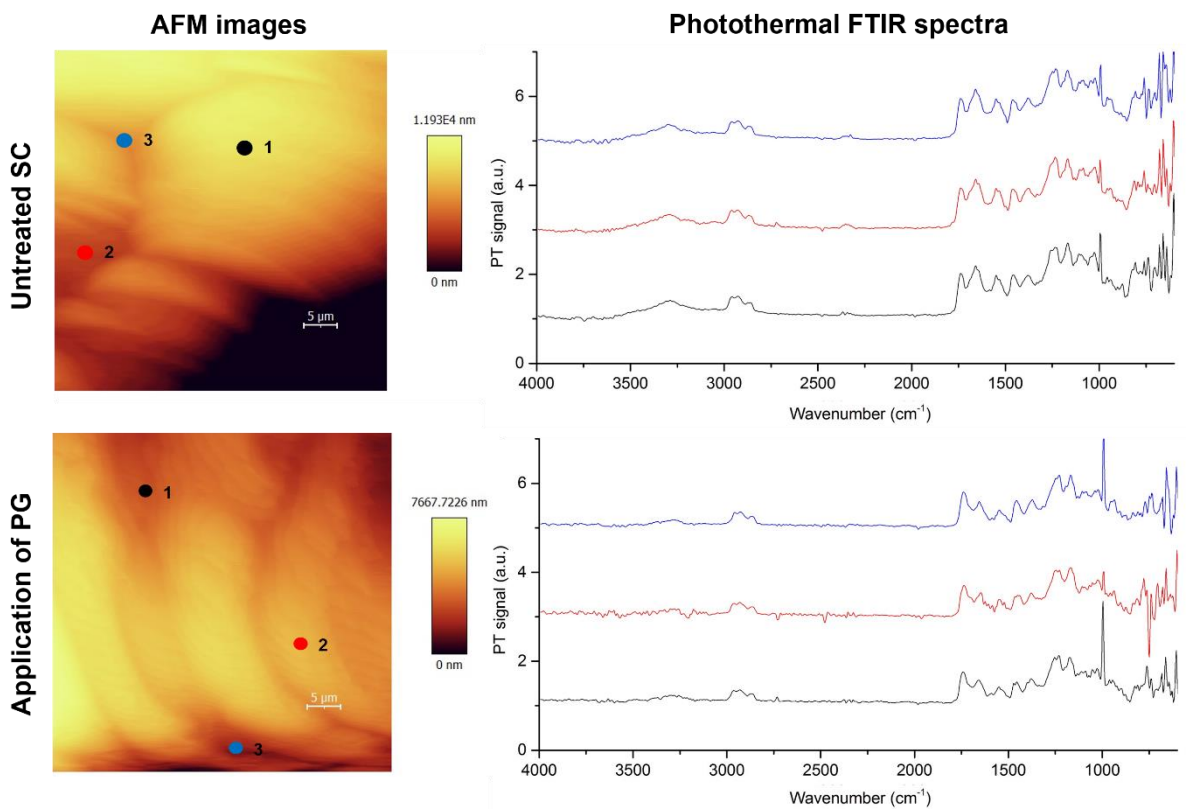 AFM images
Photothermal FTIR spectra
Untreated SC
3
1
2
5 µm
1.193E4 nm
0 nm
PT signal (a.u.)
6
4
2
0
4000 3500 3000 2500 2000 1500 1000
Wavenumber (cm-1)
Application of PG
1
2
3
5 µm
7667.7226 nm
0 nm
PT signal (a.u.)
6
4
2
0
4000 3500 3000 2500 2000 1500 1000
Wavenumber (cm-1)